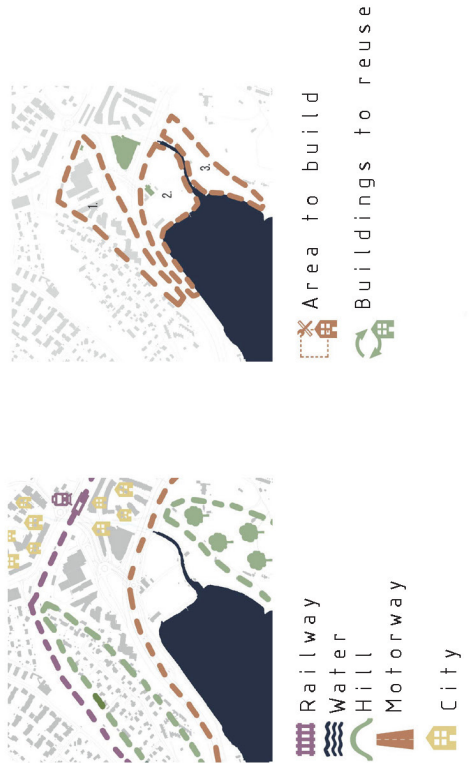 Railway
Water
Hill
Motorway
City
1.
2.
3.
Area to build
Buildings to reuse